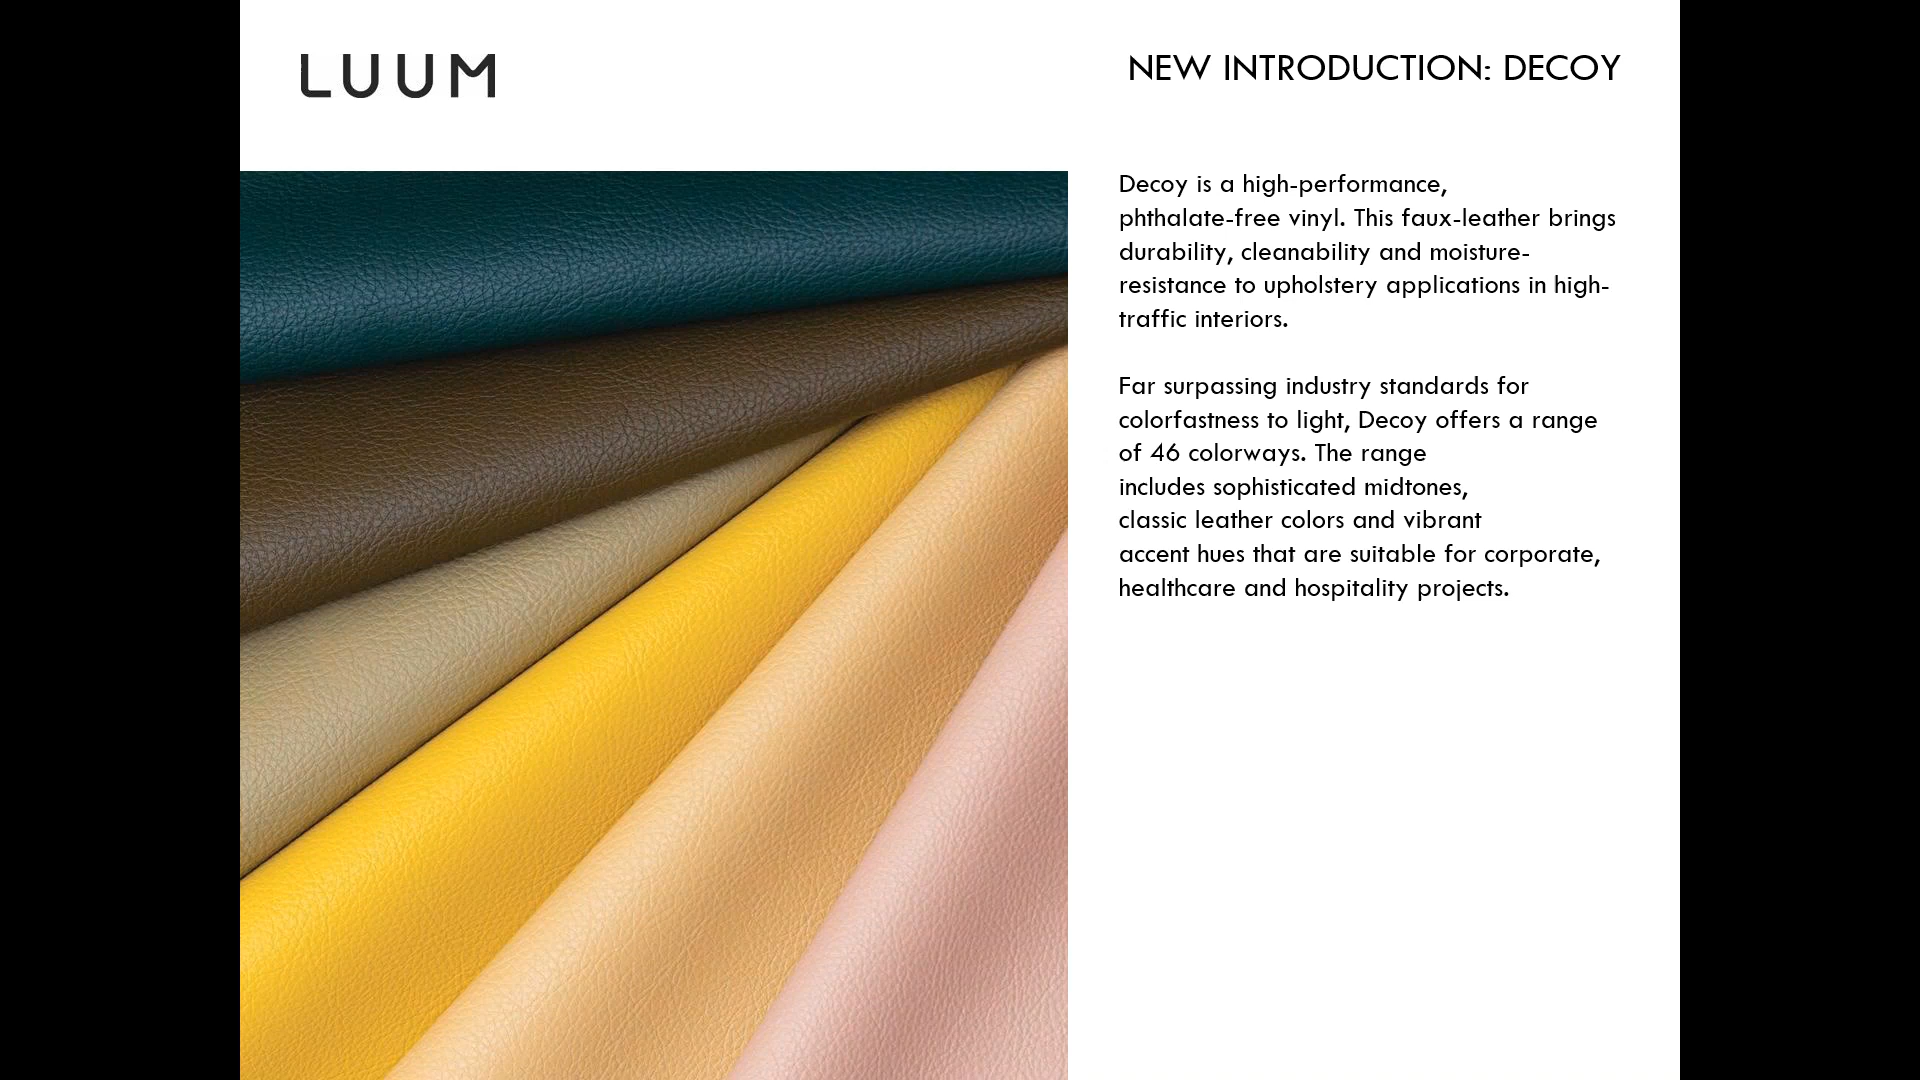 LUUM
NEW INTRODUCTION: DECOY
Decoy is a high-performance,
phthalate-free vinyl. This faux-leather brings
durability, cleanability and moisture-
resistance to upholstery applications in high-
traffic interiors.
Far surpassing industry standards for
colorfastness to light, Decoy offers a range
of 46 colorways. The range
includes sophisticated midtones,
classic leather colors and vibrant
accent hues that are suitable for corporate,
healthcare and hospitality projects.